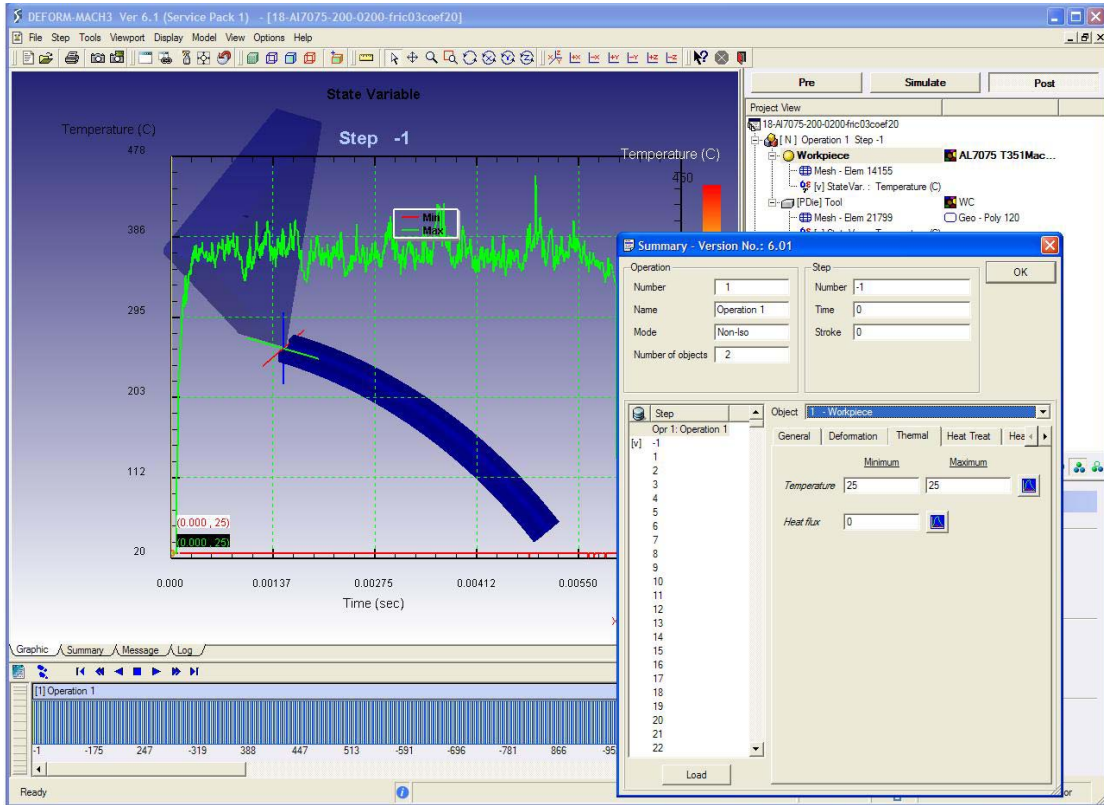 DEFORM-MACH3 Ver 6.1 (Service Pack 1) - [18-Al7075-200-0200-fric03coef20]
File Step Tools Viewport Display Model View Options Help
Pre Simulate Post
Project View
18-Al7075-200-0200-fric03coef20
[ N ] Operation 1 Step -1
Workpiece AL7075 T351Mac...
Mesh - Elem 14155
[v] StateVar. : Temperature (C)
[PDie] Tool WC
Mesh - Elem 21799 Geo - Poly 120
State Variable
Step -1
Temperature (C)
Temperature (C)
450
478
386
295
203
112
20
Min
Max
(0.000 , 25)
(0.000 , 25)
0.000 0.00137 0.00275 0.00412 0.00550
Time (sec)
X
Graphic Summary Message Log
[1] Operation 1
-1 -175 247 -319 388 447 513 -591 -696 -781 866 -95
Ready
Summary - Version No.: 6.01
OK
Operation
Number 1
Name Operation 1
Mode Non-Iso
Number of objects 2
Step
Number -1
Time 0
Stroke 0
Step
Opr 1: Operation 1
[v] -1
1
2
3
4
5
6
7
8
9
10
11
12
13
14
15
16
17
18
19
20
21
22
Load
Object 1 - Workpiece
General Deformation Thermal Heat Treat Hea
Minimum Maximum
Temperature 25 25
Heat flux 0